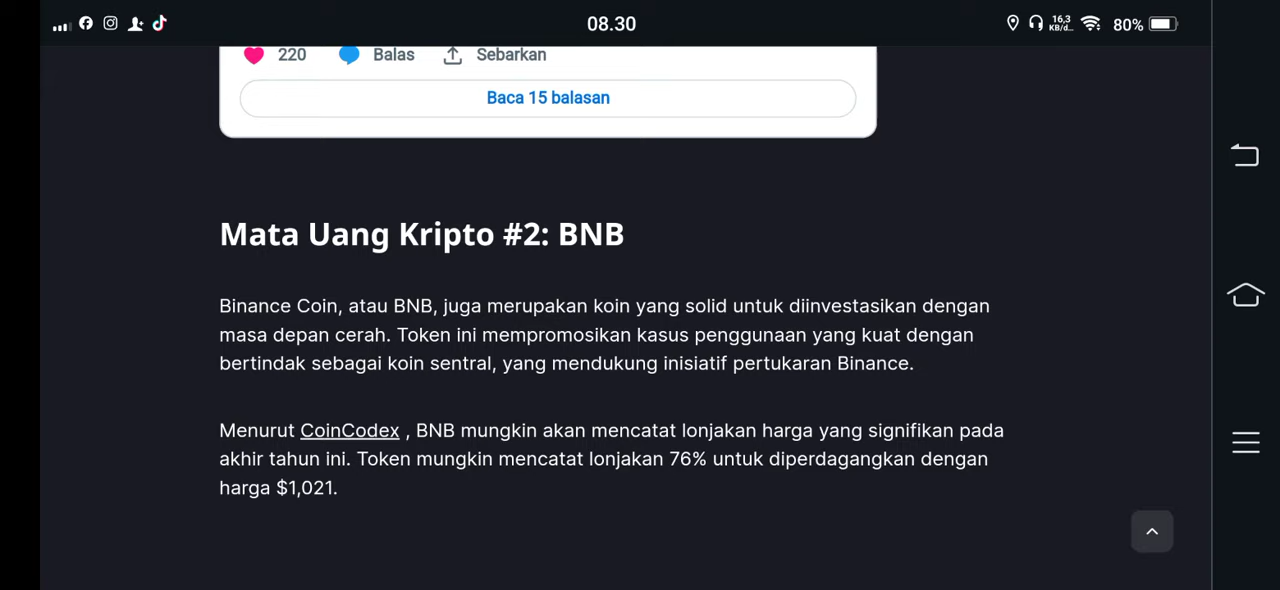 08.30
16,3
KB/d...
80%
220 Balas Sebarkan
Baca 15 balasan
Mata Uang Kripto #2: BNB
Binance Coin, atau BNB, juga merupakan koin yang solid untuk diinvestasikan dengan
masa depan cerah. Token ini mempromosikan kasus penggunaan yang kuat dengan
bertindak sebagai koin sentral, yang mendukung inisiatif pertukaran Binance.
Menurut CoinCodex , BNB mungkin akan mencatat lonjakan harga yang signifikan pada
akhir tahun ini. Token mungkin mencatat lonjakan 76% untuk diperdagangkan dengan
harga $1,021.